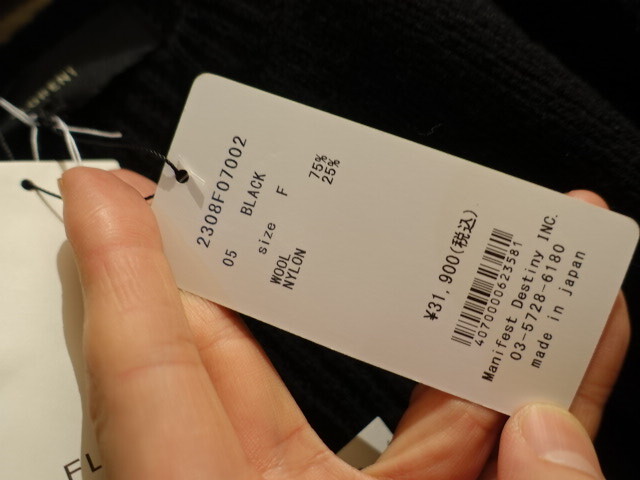 2308F07002
05 BLACK
size F
WOOL 75%
NYLON 25%
¥31,900(税込)
4070000623581
Manifest Destiny INC.
03-5728-6180
made in japan
FL